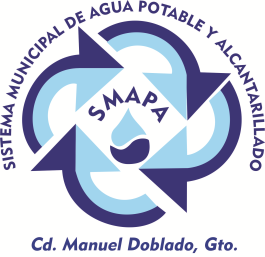 SISTEMA MUNICIPAL DE AGUA POTABLE Y ALCANTARILLADO
SMAPA
Cd. Manuel Doblado, Gto.